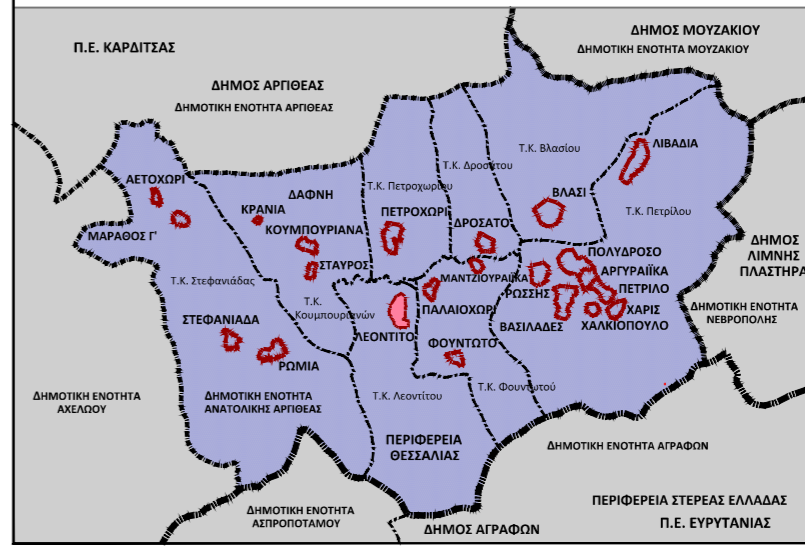 ΔΗΜΟΣ ΜΟΥΖΑΚΙΟΥ
ΔΗΜΟΤΙΚΗ ΕΝΟΤΗΤΑ ΜΟΥΖΑΚΙΟΥ
Π.Ε. ΚΑΡΔΙΤΣΑΣ
ΔΗΜΟΣ ΑΡΓΙΘΕΑΣ
ΔΗΜΟΤΙΚΗ ΕΝΟΤΗΤΑ ΑΡΓΙΘΕΑΣ
Τ.Κ. Βλασίου
ΛΙΒΑΔΙΑ
Τ.Κ. Δροσάτου
ΑΕΤΟΧΩΡΙ
ΔΑΦΝΗ
Τ.Κ. Πετροχωρίου
ΒΛΑΣΙ
ΚΡΑΝΙΑ
ΠΕΤΡΟΧΩΡΙ
Τ.Κ. Πετρίλου
ΔΡΟΣΑΤΟ
ΚΟΥΜΠΟΥΡΙΑΝΑ
ΜΑΡΑΘΟΣ Γ'
ΔΗΜΟΣ
ΛΙΜΝΗΣ
ΠΛΑΣΤΗΡΑ
ΠΟΛΥΔΡΟΣΟ
ΣΤΑΥΡΟΣ
ΑΡΓΥΡΑΙΪΚΑ
ΜΑΝΤΖΙΟΥΡΑΙΪΚΑ
Τ.Κ. Στεφανιάδας
ΡΩΣΣΗΣ
ΠΕΤΡΙΛΟ
Τ.Κ.
Κουμπουριανών
ΠΑΛΑΙΟΧΩΡΙ
ΧΑΡΙΣ
ΔΗΜΟΤΙΚΗ ΕΝΟΤΗΤΑ
ΝΕΒΡΟΠΟΛΗΣ
ΣΤΕΦΑΝΙΑΔΑ
ΒΑΣΙΛΑΔΕΣ
ΧΑΛΚΙΟΠΟΥΛΟ
ΛΕΟΝΤΙΤΟ
ΦΟΥΝΤΩΤΟ
ΡΩΜΙΑ
Τ.Κ. Φουντωτού
ΔΗΜΟΤΙΚΗ ΕΝΟΤΗΤΑ
ΑΧΕΛΩΟΥ
ΔΗΜΟΤΙΚΗ ΕΝΟΤΗΤΑ
ΑΝΑΤΟΛΙΚΗΣ ΑΡΓΙΘΕΑΣ
Τ.Κ. Λεοντίτου
ΠΕΡΙΦΕΡΕΙΑ
ΘΕΣΣΑΛΙΑΣ
ΔΗΜΟΤΙΚΗ ΕΝΟΤΗΤΑ ΑΓΡΑΦΩΝ
ΠΕΡΙΦΕΡΕΙΑ ΣΤΕΡΕΑΣ ΕΛΛΑΔΑΣ
ΔΗΜΟΤΙΚΗ ΕΝΟΤΗΤΑ
ΑΣΠΡΟΠΟΤΑΜΟΥ
ΔΗΜΟΣ ΑΓΡΑΦΩΝ
Π.Ε. ΕΥΡΥΤΑΝΙΑΣ